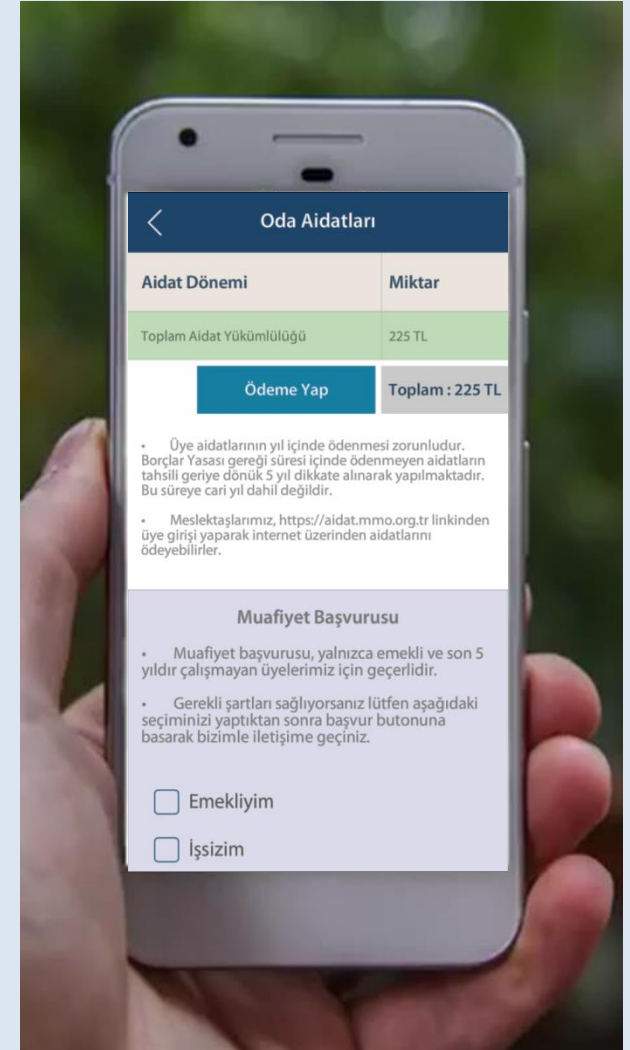 Oda Aidatları
Aidat Dönemi Miktar
Toplam Aidat Yükümlülüğü 225 TL
Ödeme Yap Toplam : 225 TL
• Üye aidatlarının yıl içinde ödenmesi zorunludur.
Borçlar Yasası gereği süresi içinde ödenmeyen aidatların
tahsili geriye dönük 5 yıl dikkate alınarak yapılmaktadır.
Bu süreye cari yıl dahil değildir.
• Meslektaşlarımız, https://aidat.mmo.org.tr linkinden
üye girişi yaparak internet üzerinden aidatlarını
ödeyebilirler.
Muafiyet Başvurusu
• Muafiyet başvurusu, yalnızca emekli ve son 5
yıldır çalışmayan üyelerimiz için geçerlidir.
• Gerekli şartları sağlıyorsanız lütfen aşağıdaki
seçiminizi yaptıktan sonra başvur butonuna
basarak bizimle iletişime geçiniz.
Emekliyim
İşsizim